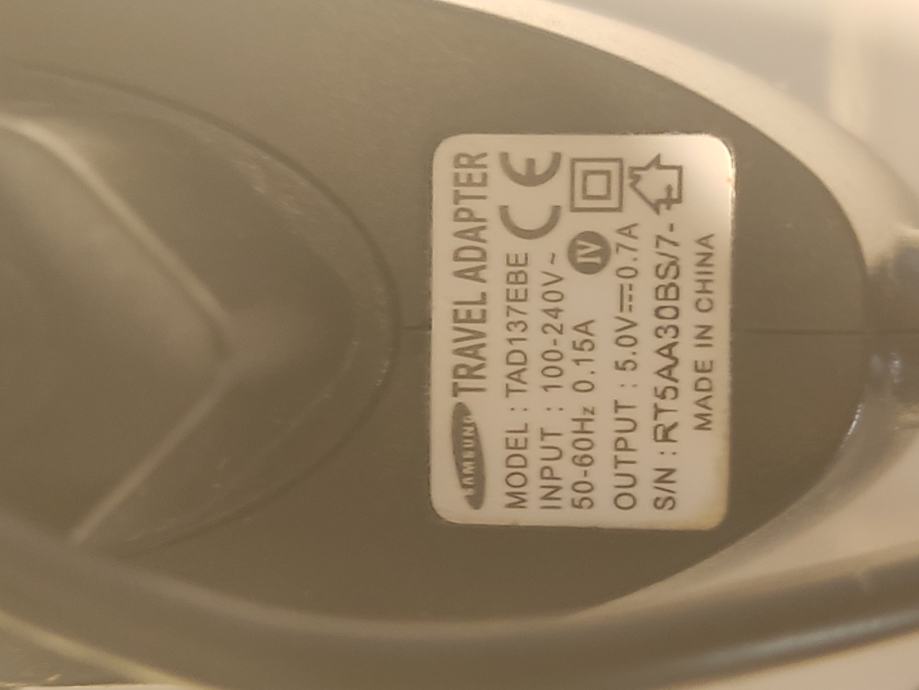 SAMSUNG TRAVEL ADAPTER
MODEL : TAD137EBE
INPUT : 100-240V ~
50-60Hz 0.15A IV
OUTPUT : 5.0V⎓0.7A
S/N : RT5AA30BS/7-
MADE IN CHINA
CE